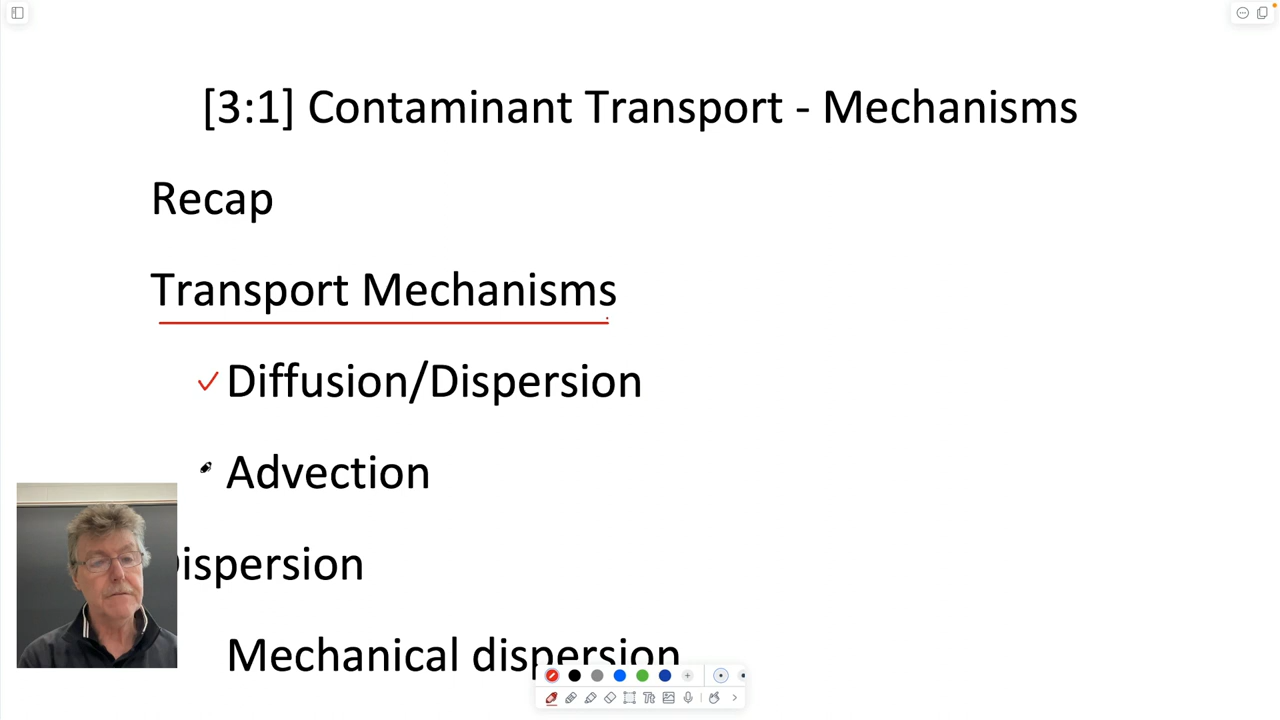 [3:1] Contaminant Transport - Mechanisms
Recap
Transport Mechanisms
Diffusion/Dispersion
Advection
ispersion
Mechanical dispersion